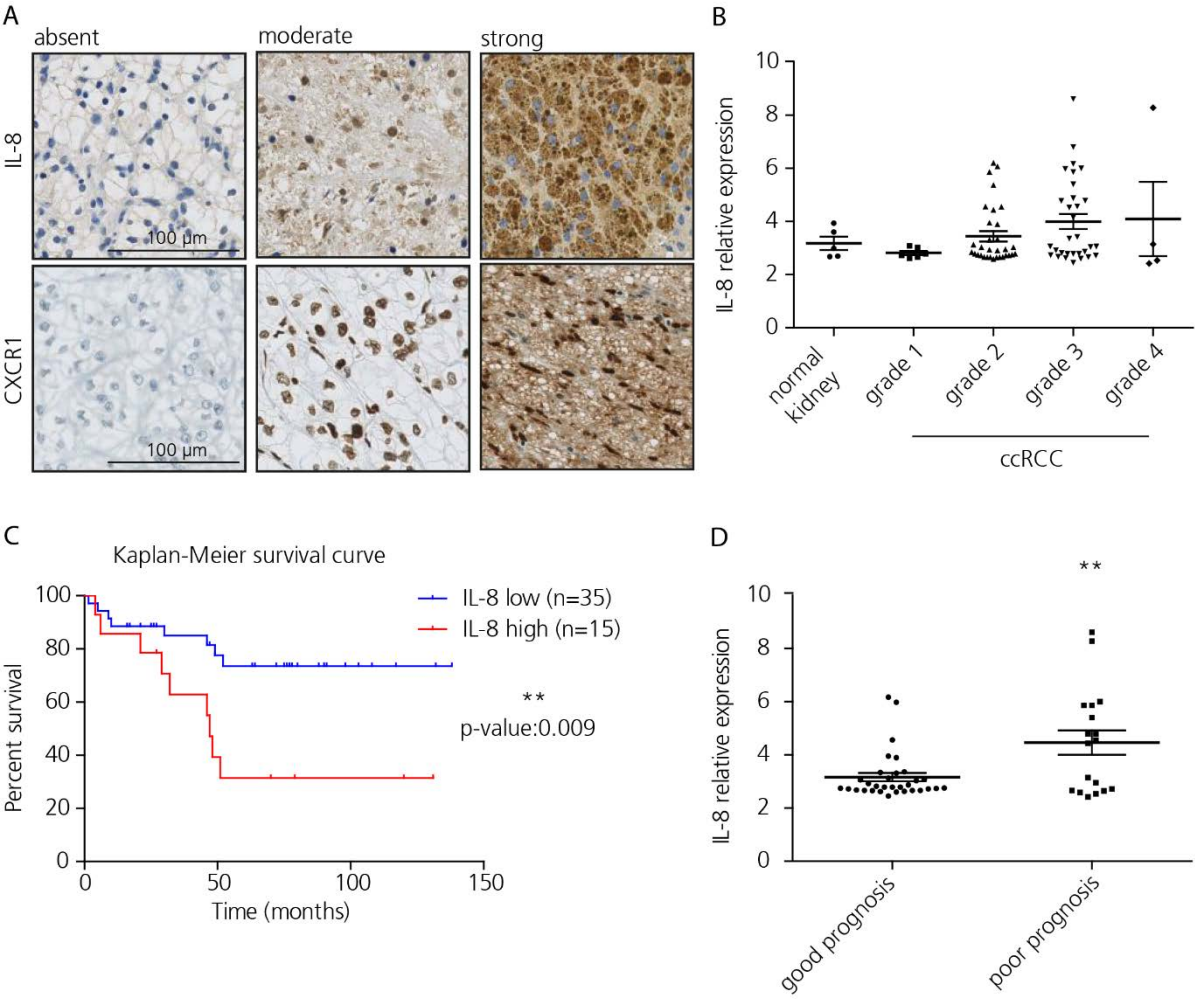 A
absent
moderate
strong
IL-8
100 µm
CXCR1
100 µm
B
IL-8 relative expression
10
8
6
4
2
0
normal
kidney
grade 1
grade 2
grade 3
grade 4
ccRCC
C
Kaplan-Meier survival curve
Percent survival
100
80
60
40
20
0
0
50
100
150
Time (months)
IL-8 low (n=35)
IL-8 high (n=15)
**
p-value:0.009
D
**
IL-8 relative expression
10
8
6
4
2
0
good prognosis
poor prognosis